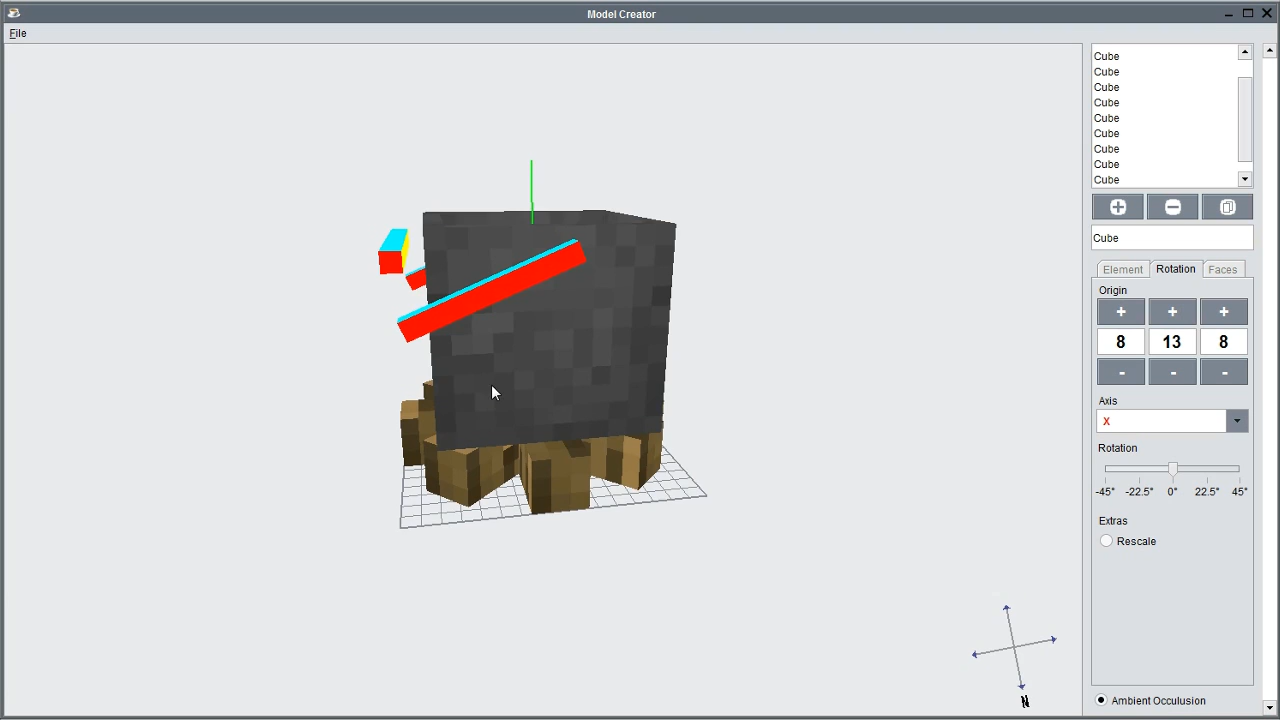 Model Creator
File
Cube
Cube
Cube
Cube
Cube
Cube
Cube
Cube
Cube
Cube
Element Rotation Faces
Origin
+ + +
8 13 8
- - -
Axis
X
Rotation
-45° -22.5° 0° 22.5° 45°
Extras
Rescale
N
Ambient Occulusion